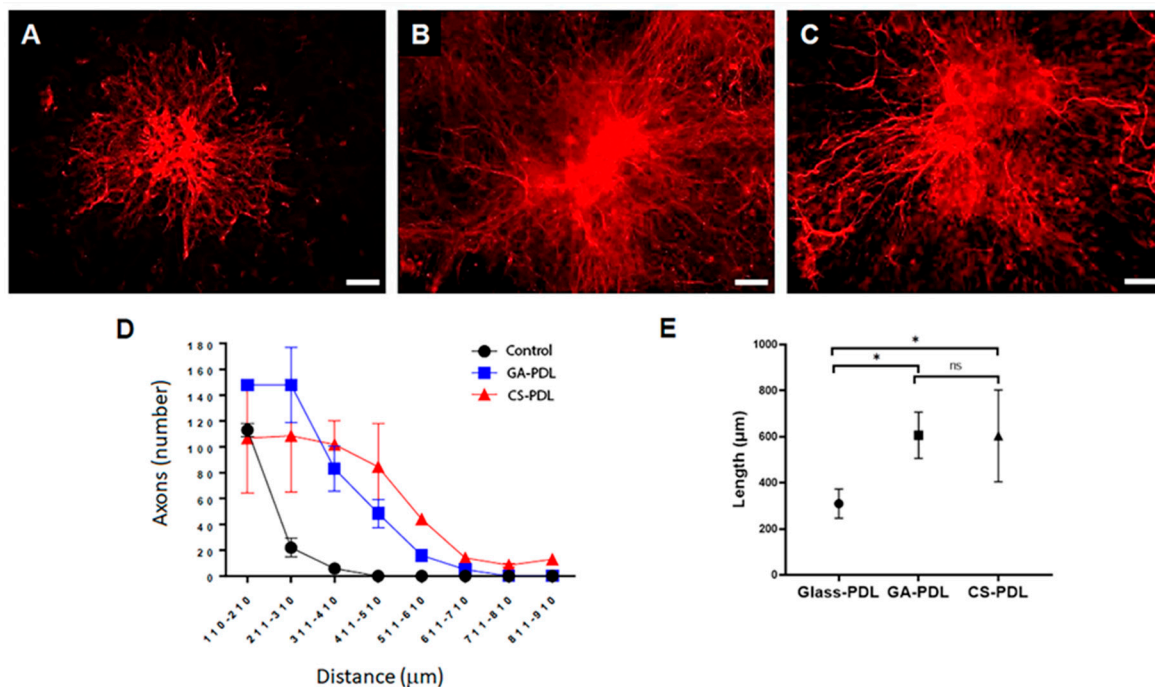 A
B
C
D
Axons (number)
180
160
140
120
100
80
60
40
20
0
Control
GA-PDL
CS-PDL
110-210
211-310
311-410
411-510
511-610
611-710
711-810
811-910
Distance (μm)
E
Length (μm)
1000
800
600
400
200
0
*
*
ns
Glass-PDL GA-PDL CS-PDL